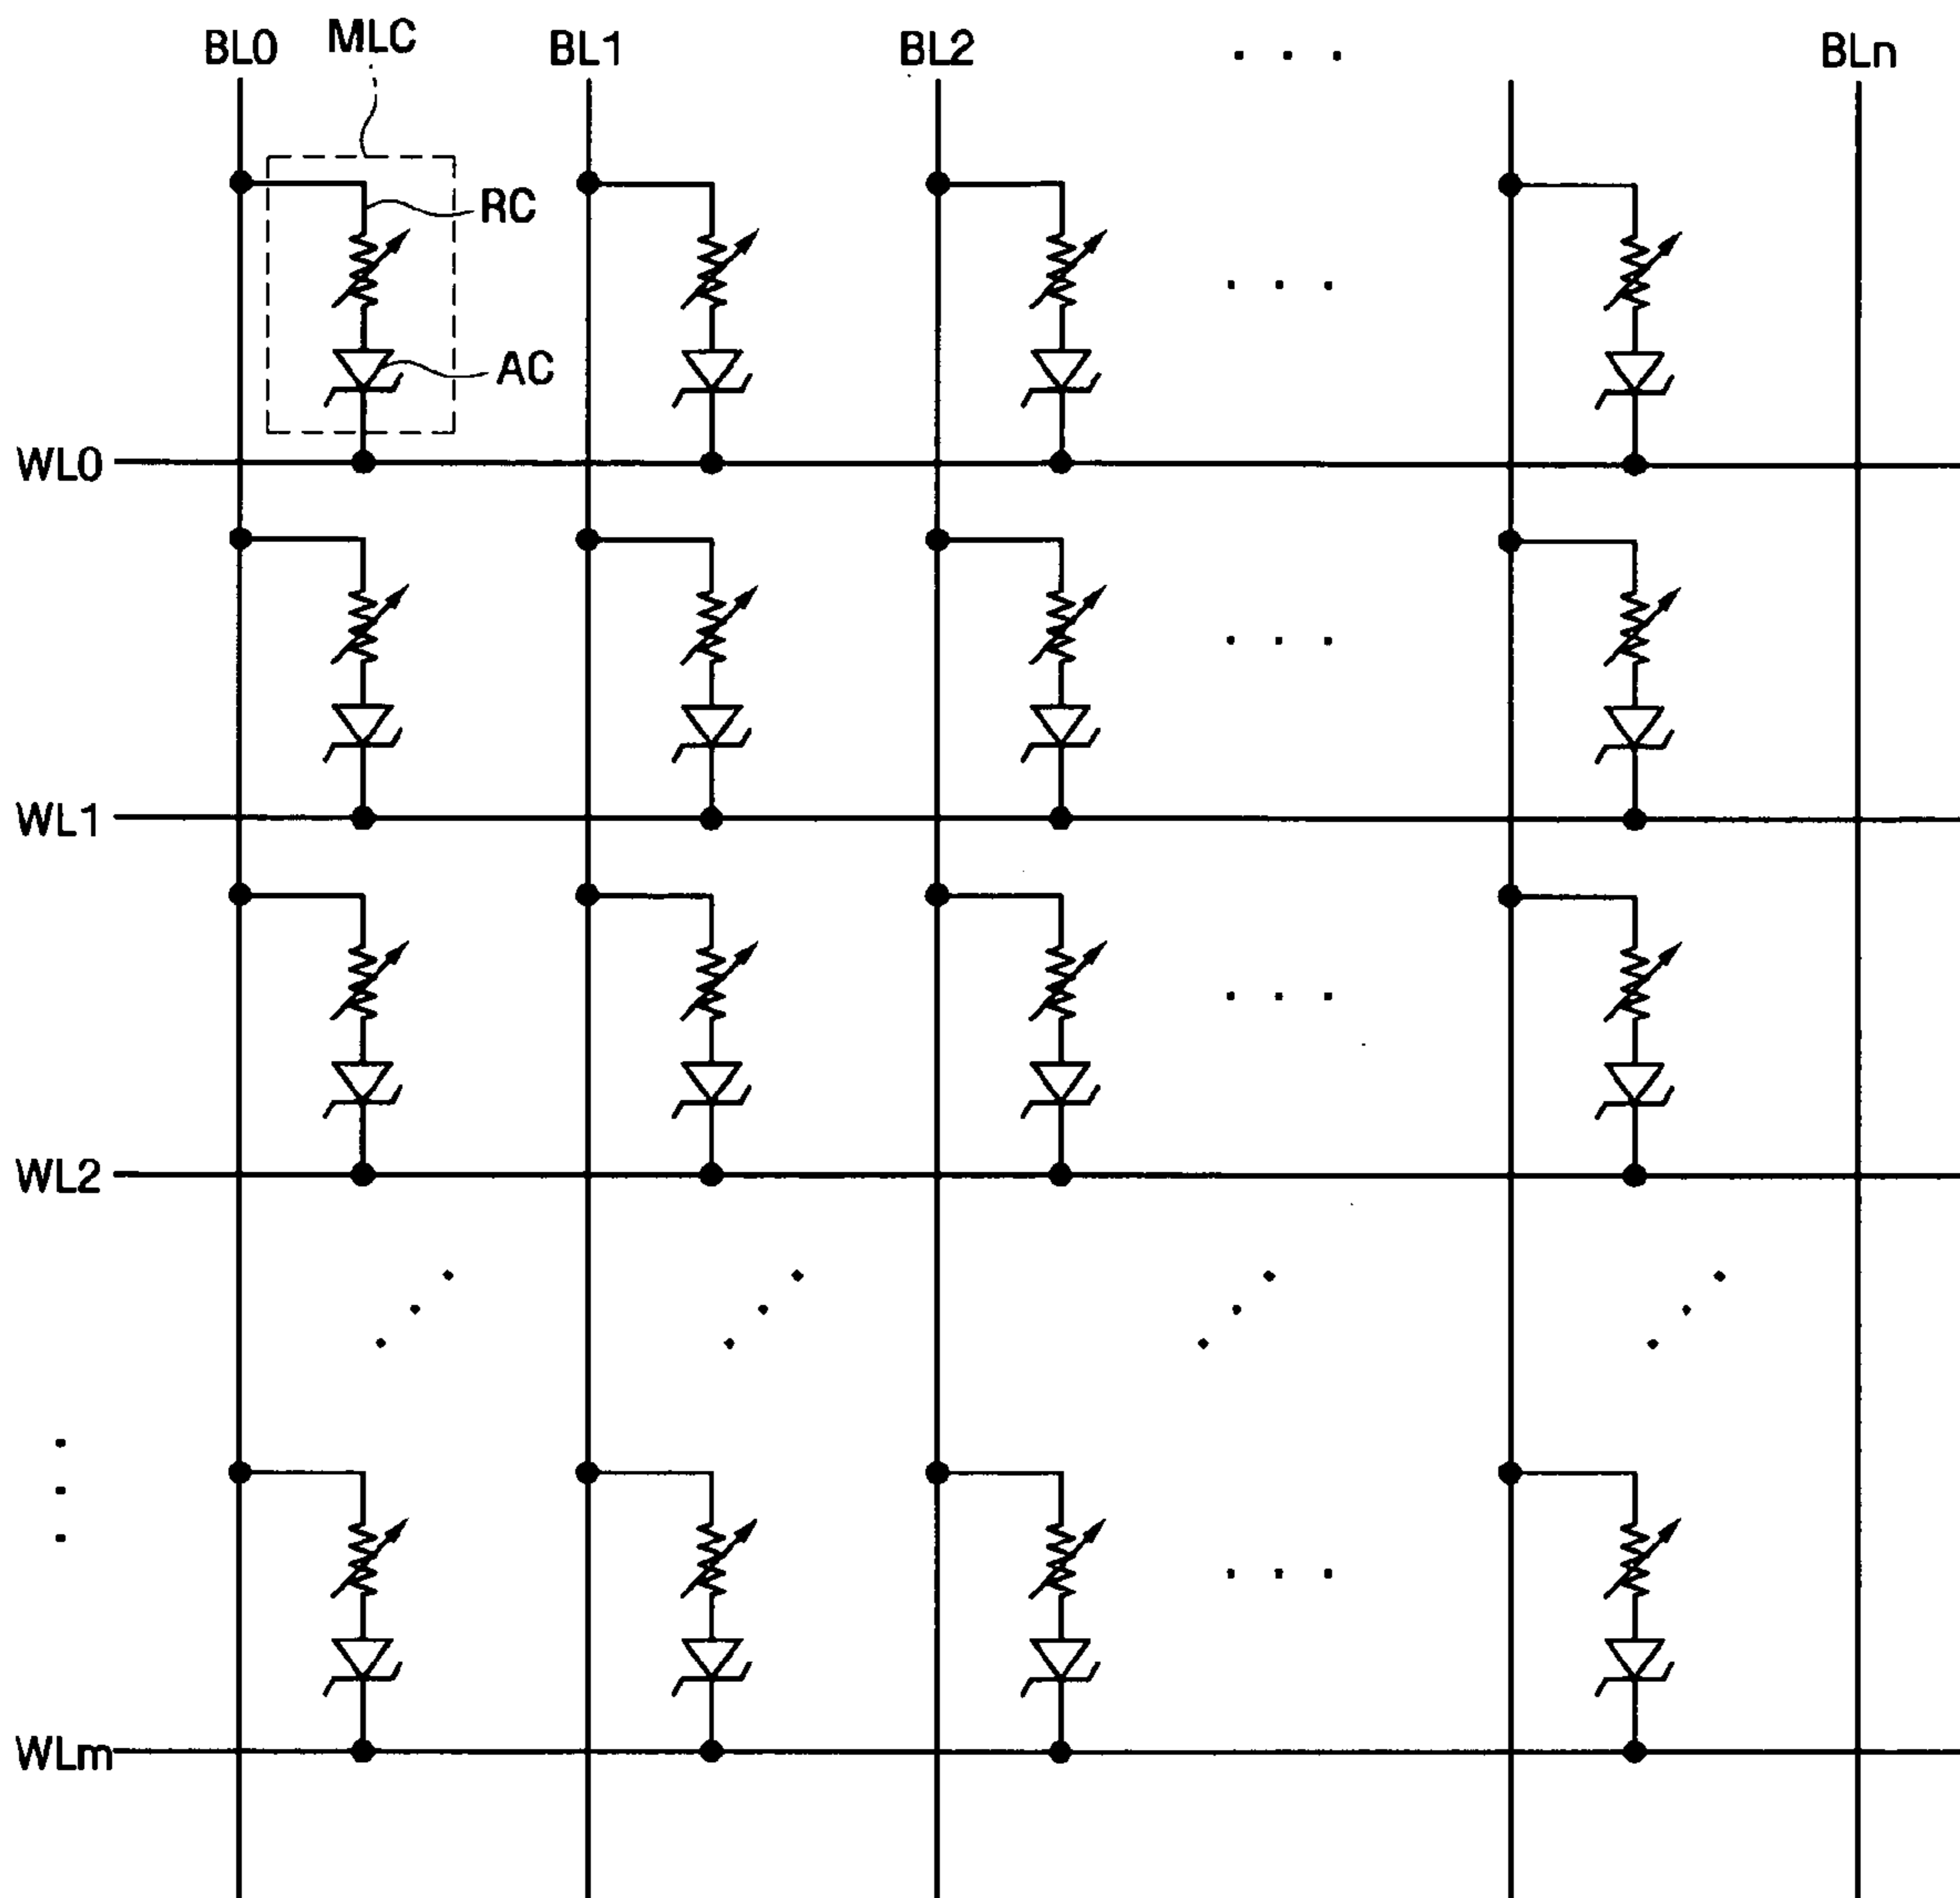 BL0 MLC BL1 BL2 . . . BLn
RC
. . .
AC
WL0
. . .
WL1
. . .
WL2
. . .
WLm